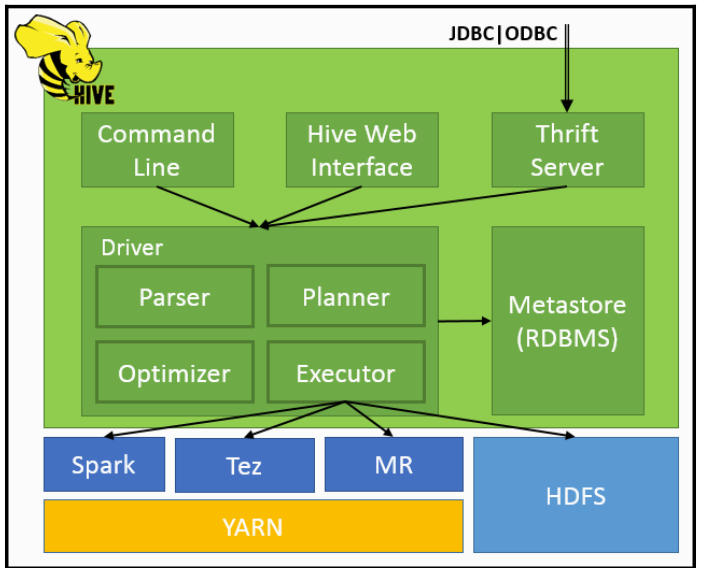 JDBC|ODBC
HIVE
Command
Line
Hive Web
Interface
Thrift
Server
Driver
Parser
Planner
Optimizer
Executor
Metastore
(RDBMS)
Spark
Tez
MR
HDFS
YARN